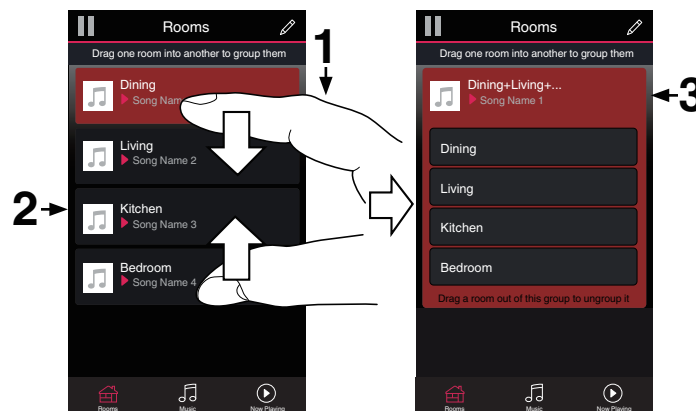 Rooms
Drag one room into another to group them
1
Dining
Song Nam
Living
Song Name 2
2
Kitchen
Song Name 3
Bedroom
Song Name 4
Rooms
Music
Now Playing
Rooms
Drag one room into another to group them
Dining+Living+...
Song Name 1
3
Dining
Living
Kitchen
Bedroom
Drag a room out of this group to ungroup it
Rooms
Music
Now Playing